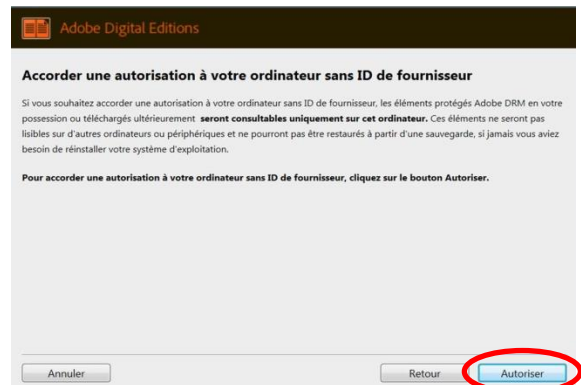 Adobe Digital Editions
Accorder une autorisation à votre ordinateur sans ID de fournisseur
Si vous souhaitez accorder une autorisation à votre ordinateur sans ID de fournisseur, les éléments protégés Adobe DRM en votre
possession ou téléchargés ultérieurement seront consultables uniquement sur cet ordinateur. Ces éléments ne seront pas
lisibles sur d'autres ordinateurs ou périphériques et ne pourront pas être restaurés à partir d'une sauvegarde, si jamais vous aviez
besoin de réinstaller votre système d'exploitation.
Pour accorder une autorisation à votre ordinateur sans ID de fournisseur, cliquez sur le bouton Autoriser.
Annuler Retour Autoriser